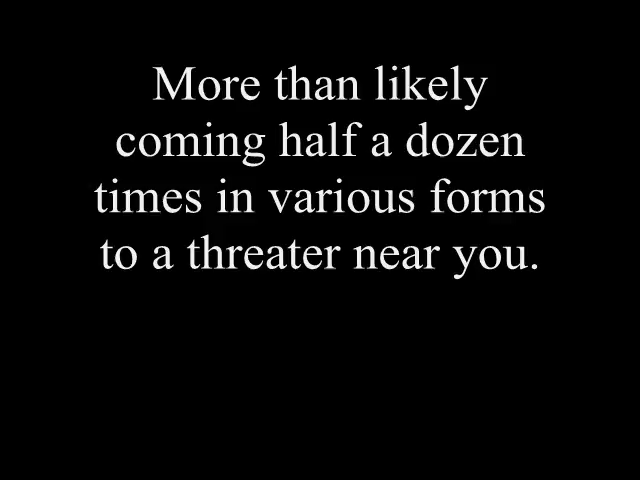 More than likely
coming half a dozen
times in various forms
to a threater near you.